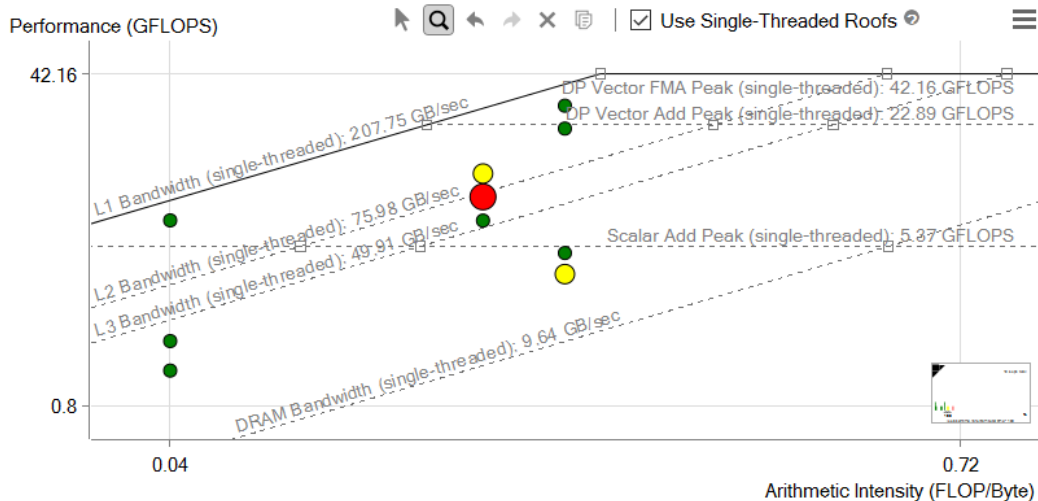 Performance (GFLOPS)
Use Single-Threaded Roofs
42.16
DP Vector FMA Peak (single-threaded): 42.16 GFLOPS
DP Vector Add Peak (single-threaded): 22.89 GFLOPS
L1 Bandwidth (single-threaded): 207.75 GB/sec
L2 Bandwidth (single-threaded): 75.98 GB/sec
Scalar Add Peak (single-threaded): 5.37 GFLOPS
L3 Bandwidth (single-threaded): 49.91 GB/sec
DRAM Bandwidth (single-threaded): 9.64 GB/sec
0.8
0.04
0.72
Arithmetic Intensity (FLOP/Byte)